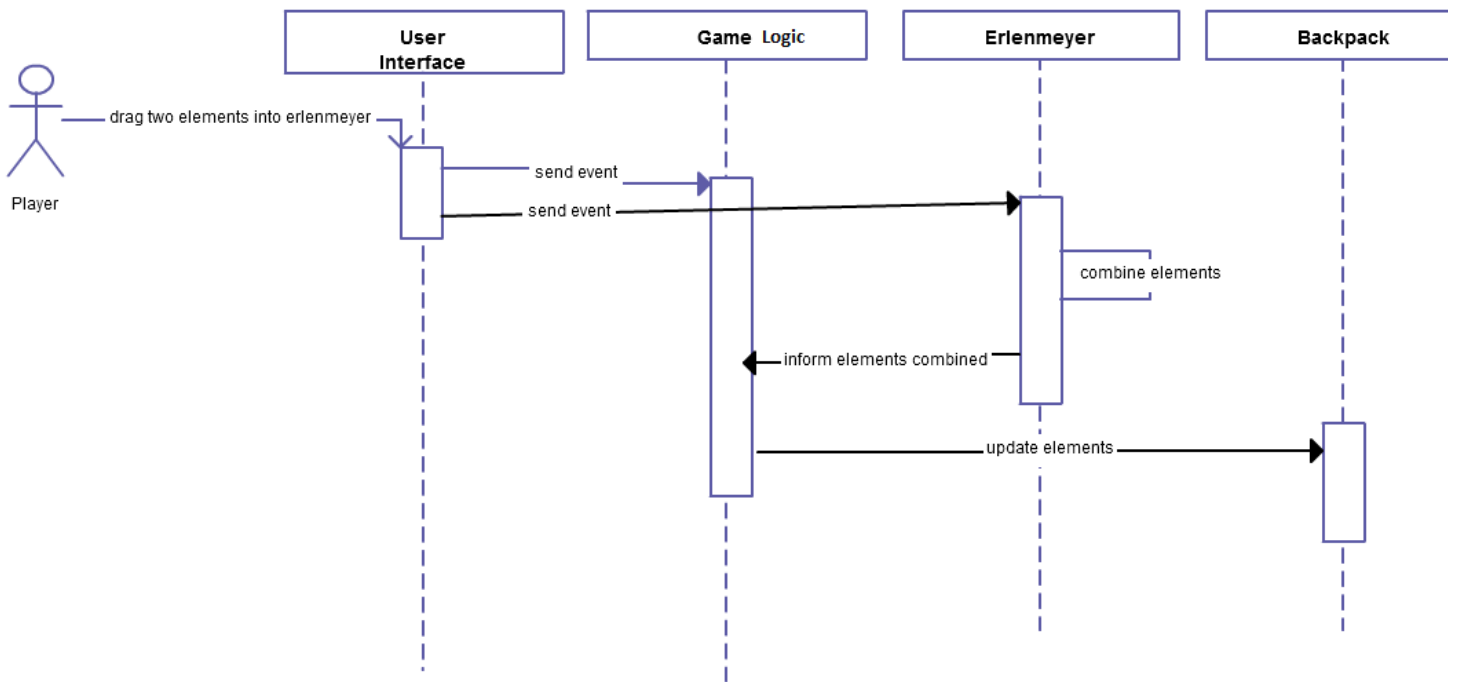 User
Interface
Game Logic
Erlenmeyer
Backpack
drag two elements into erlenmeyer
Player
send event
send event
combine elements
inform elements combined
update elements